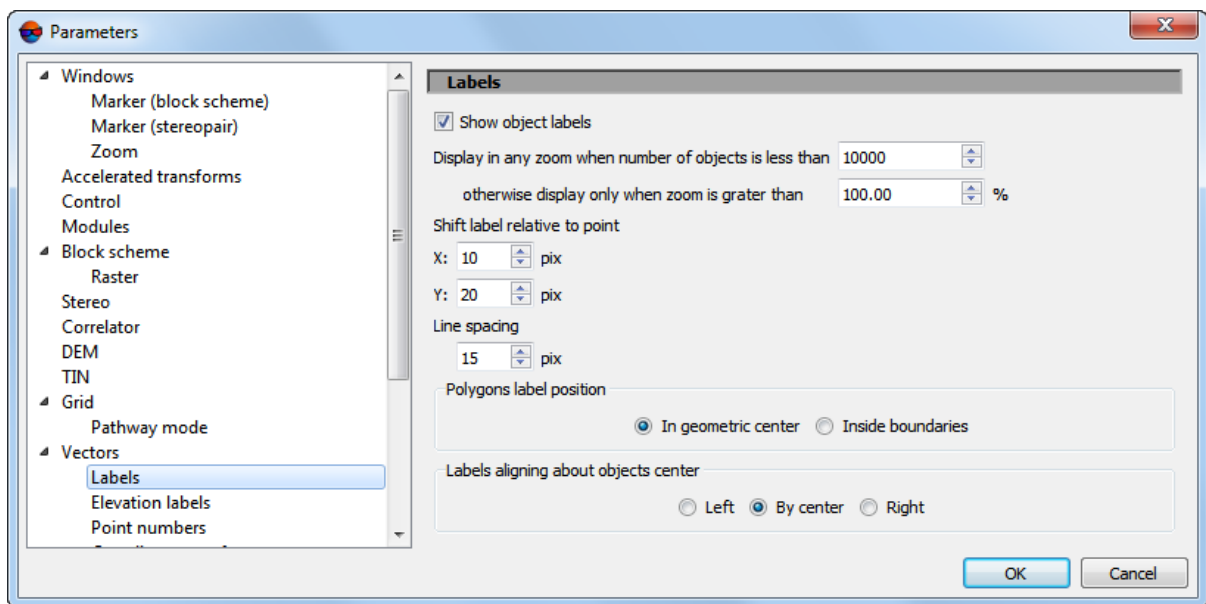 Parameters
Windows
Marker (block scheme)
Marker (stereopair)
Zoom
Accelerated transforms
Control
Modules
Block scheme
Raster
Stereo
Correlator
DEM
TIN
Grid
Pathway mode
Vectors
Labels
Elevation labels
Point numbers
Labels
Show object labels
Display in any zoom when number of objects is less than 10000
otherwise display only when zoom is grater than 100.00 %
Shift label relative to point
X: 10 pix
Y: 20 pix
Line spacing
15 pix
Polygons label position
In geometric center Inside boundaries
Labels aligning about objects center
Left By center Right
OK Cancel